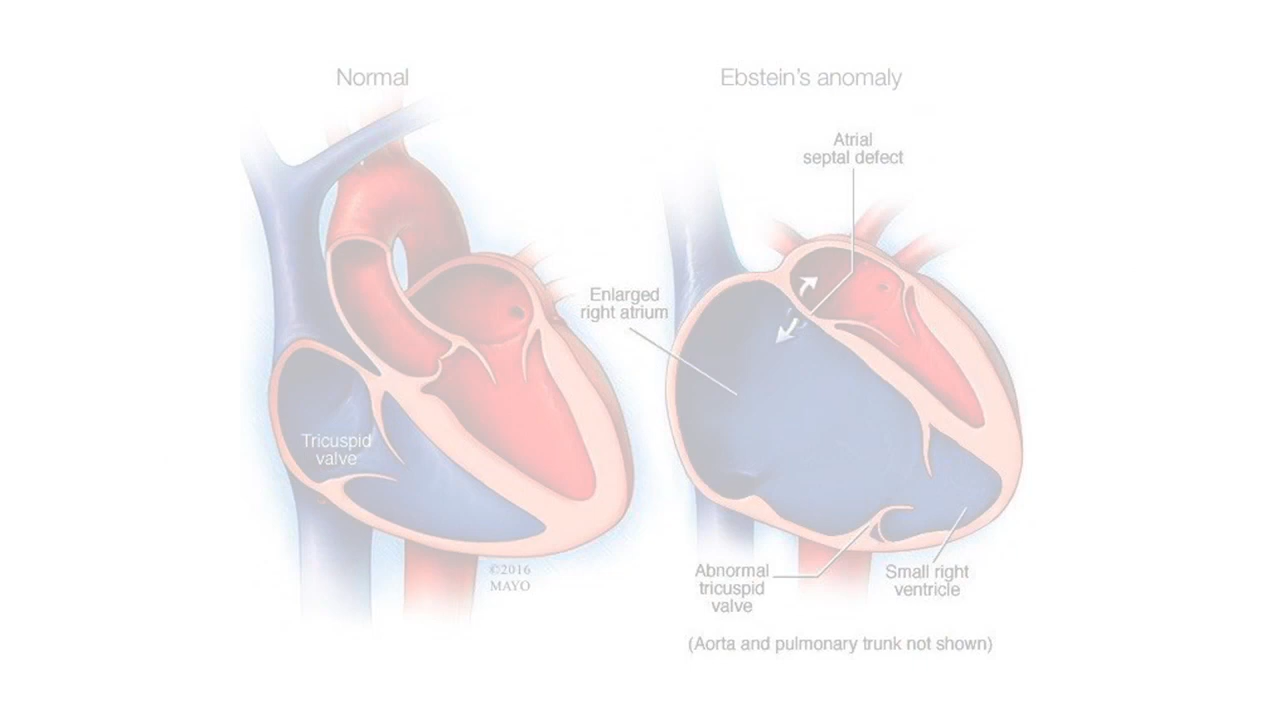 Normal
Ebstein's anomaly
Atrial
septal defect
Enlarged
right atrium
Tricuspid
valve
©2016
MAYO
Abnormal
tricuspid
valve
Small right
ventricle
(Aorta and pulmonary trunk not shown)